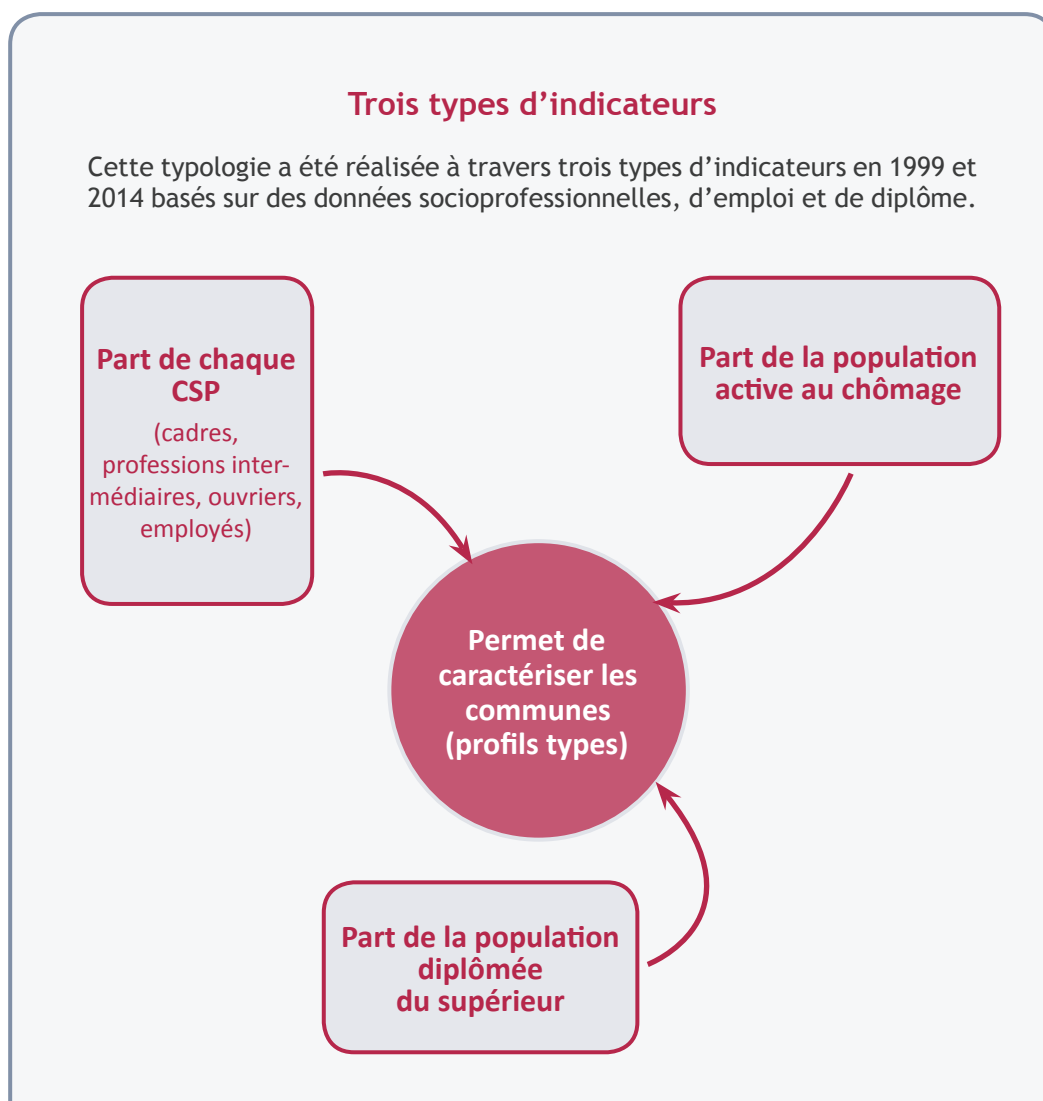 Trois types d’indicateurs
Cette typologie a été réalisée à travers trois types d’indicateurs en 1999 et
2014 basés sur des données socioprofessionnelles, d’emploi et de diplôme.
Part de chaque
CSP
(cadres,
professions inter-
médiaires, ouvriers,
employés)
Part de la population
active au chômage
Permet de
caractériser les
communes
(profils types)
Part de la population
diplômée
du supérieur